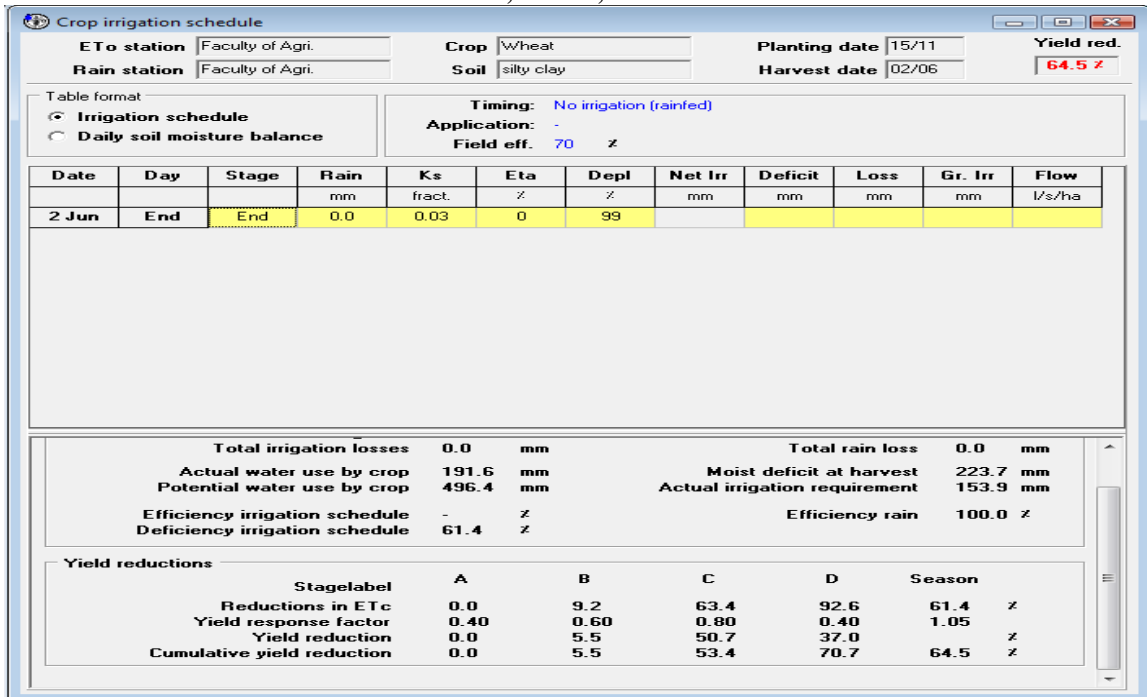 Crop irrigation schedule
ETo station Faculty of Agri. Crop Wheat Planting date 15/11 Yield red.
Rain station Faculty of Agri. Soil silty clay Harvest date 02/06 64.5 %
Table format
Irrigation schedule
Daily soil moisture balance
Timing: No irrigation (rainfed)
Application: -
Field eff. 70 %
Date Day Stage Rain Ks Eta Depl Net Irr Deficit Loss Gr. Irr Flow
mm fract. % % mm mm mm mm l/s/ha
2 Jun End End 0.0 0.03 0 99
Total irrigation losses 0.0 mm Total rain loss 0.0 mm
Actual water use by crop 191.6 mm Moist deficit at harvest 223.7 mm
Potential water use by crop 496.4 mm Actual irrigation requirement 153.9 mm
Efficiency irrigation schedule - % Efficiency rain 100.0 %
Deficiency irrigation schedule 61.4 %
Yield reductions
Stagelabel A B C D Season
Reductions in ETc 0.0 9.2 63.4 92.6 61.4 %
Yield response factor 0.40 0.60 0.80 0.40 1.05
Yield reduction 0.0 5.5 50.7 37.0 %
Cumulative yield reduction 0.0 5.5 53.4 70.7 64.5 %